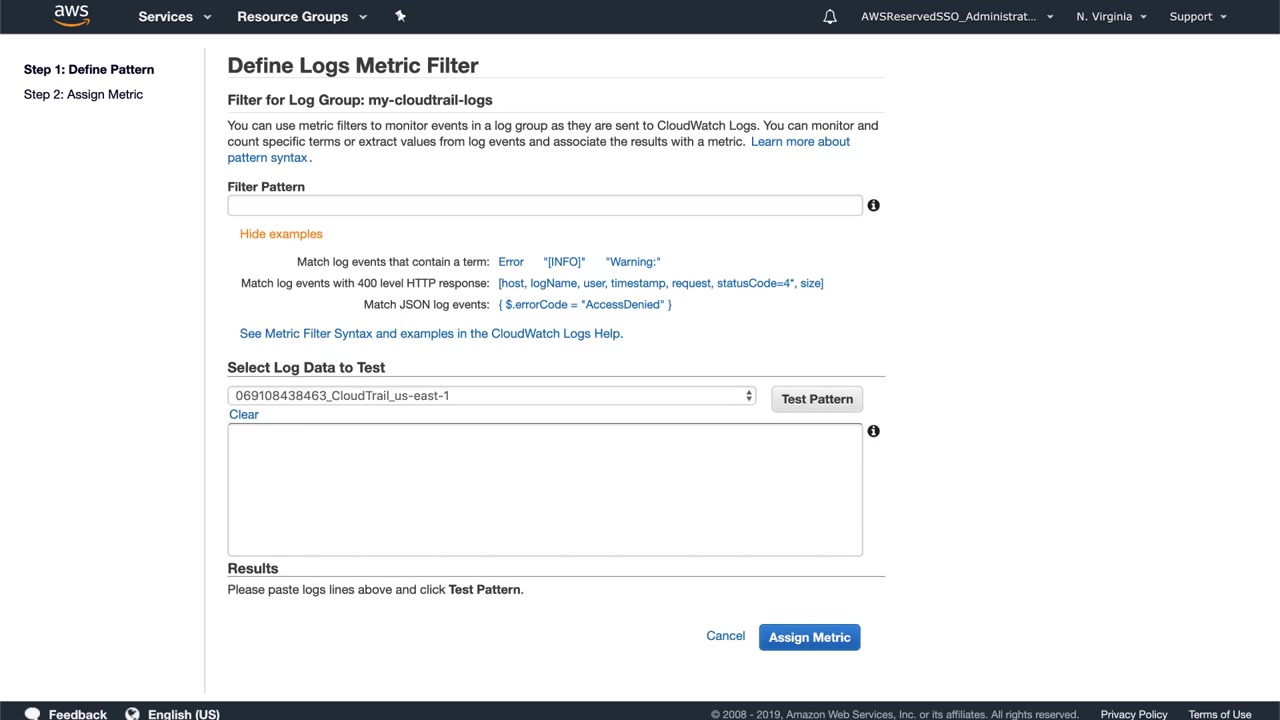 aws Services Resource Groups AWSReservedSSO_Administrat... N. Virginia Support
Step 1: Define Pattern
Step 2: Assign Metric
Define Logs Metric Filter
Filter for Log Group: my-cloudtrail-logs
You can use metric filters to monitor events in a log group as they are sent to CloudWatch Logs. You can monitor and
count specific terms or extract values from log events and associate the results with a metric. Learn more about
pattern syntax.
Filter Pattern
Hide examples
Match log events that contain a term: Error "[INFO]" "Warning:"
Match log events with 400 level HTTP response: [host, logName, user, timestamp, request, statusCode=4*, size]
Match JSON log events: { $.errorCode = "AccessDenied" }
See Metric Filter Syntax and examples in the CloudWatch Logs Help.
Select Log Data to Test
069108438463_CloudTrail_us-east-1 Test Pattern
Clear
Results
Please paste logs lines above and click Test Pattern.
Cancel Assign Metric
Feedback English (US) © 2008 - 2019, Amazon Web Services, Inc. or its affiliates. All rights reserved. Privacy Policy Terms of Use